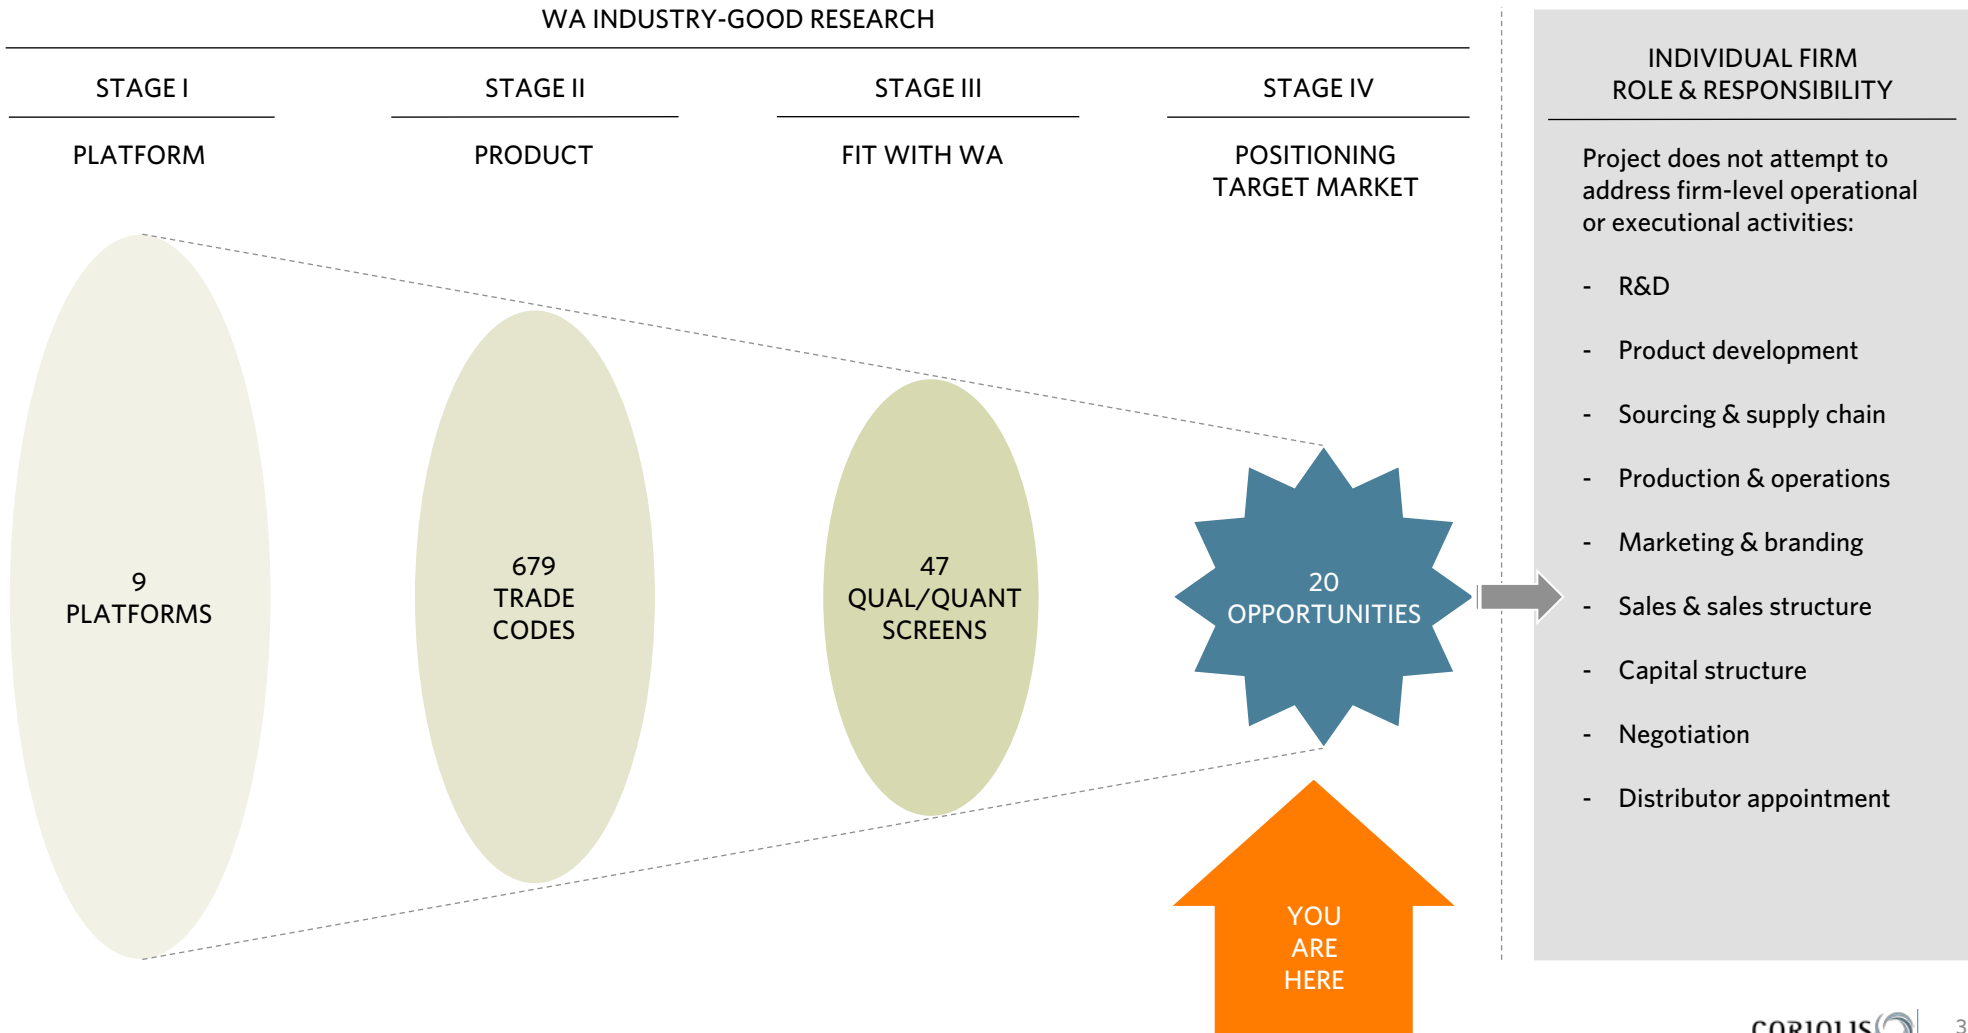 WA INDUSTRY-GOOD RESEARCH
STAGE I
PLATFORM
9
PLATFORMS
STAGE II
PRODUCT
679
TRADE
CODES
STAGE III
FIT WITH WA
47
QUAL/QUANT
SCREENS
STAGE IV
POSITIONING
TARGET MARKET
20
OPPORTUNITIES
YOU
ARE
HERE
INDIVIDUAL FIRM
ROLE & RESPONSIBILITY
Project does not attempt to
address firm-level operational
or executional activities:
- R&D
- Product development
- Sourcing & supply chain
- Production & operations
- Marketing & branding
- Sales & sales structure
- Capital structure
- Negotiation
- Distributor appointment
CORIOLIS
3